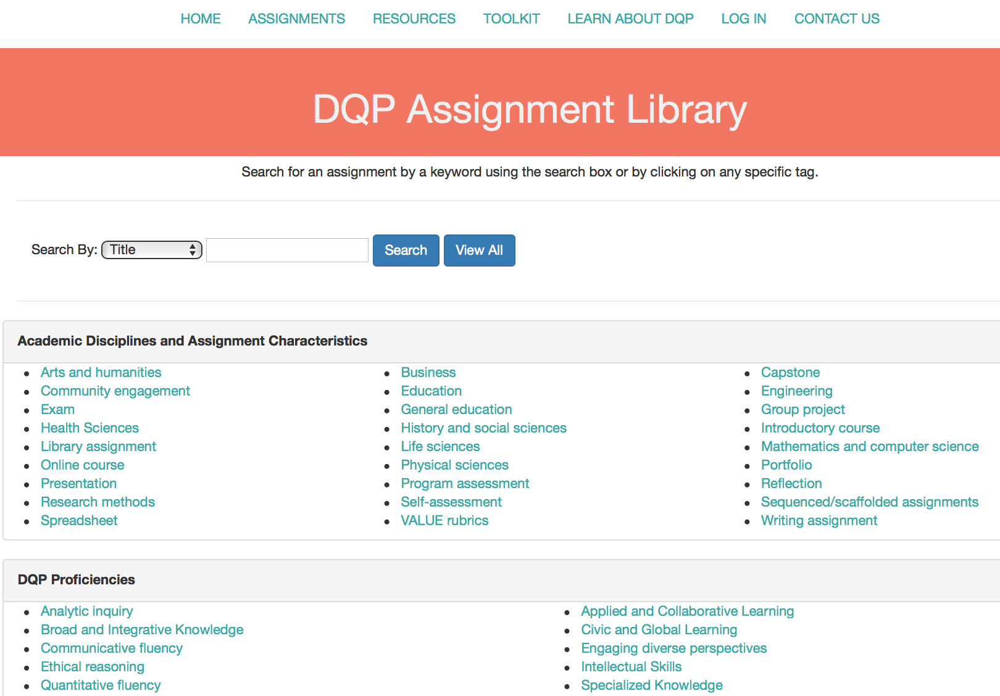 HOME ASSIGNMENTS RESOURCES TOOLKIT LEARN ABOUT DQP LOG IN CONTACT US
DQP Assignment Library
Search for an assignment by a keyword using the search box or by clicking on any specific tag.
Search By: Title Search View All
Academic Disciplines and Assignment Characteristics
Arts and humanities Business Capstone
Community engagement Education Engineering
Exam General education Group project
Health Sciences History and social sciences Introductory course
Library assignment Life sciences Mathematics and computer science
Online course Physical sciences Portfolio
Presentation Program assessment Reflection
Research methods Self-assessment Sequenced/scaffolded assignments
Spreadsheet VALUE rubrics Writing assignment
DQP Proficiencies
Analytic inquiry Applied and Collaborative Learning
Broad and Integrative Knowledge Civic and Global Learning
Communicative fluency Engaging diverse perspectives
Ethical reasoning Intellectual Skills
Quantitative fluency Specialized Knowledge